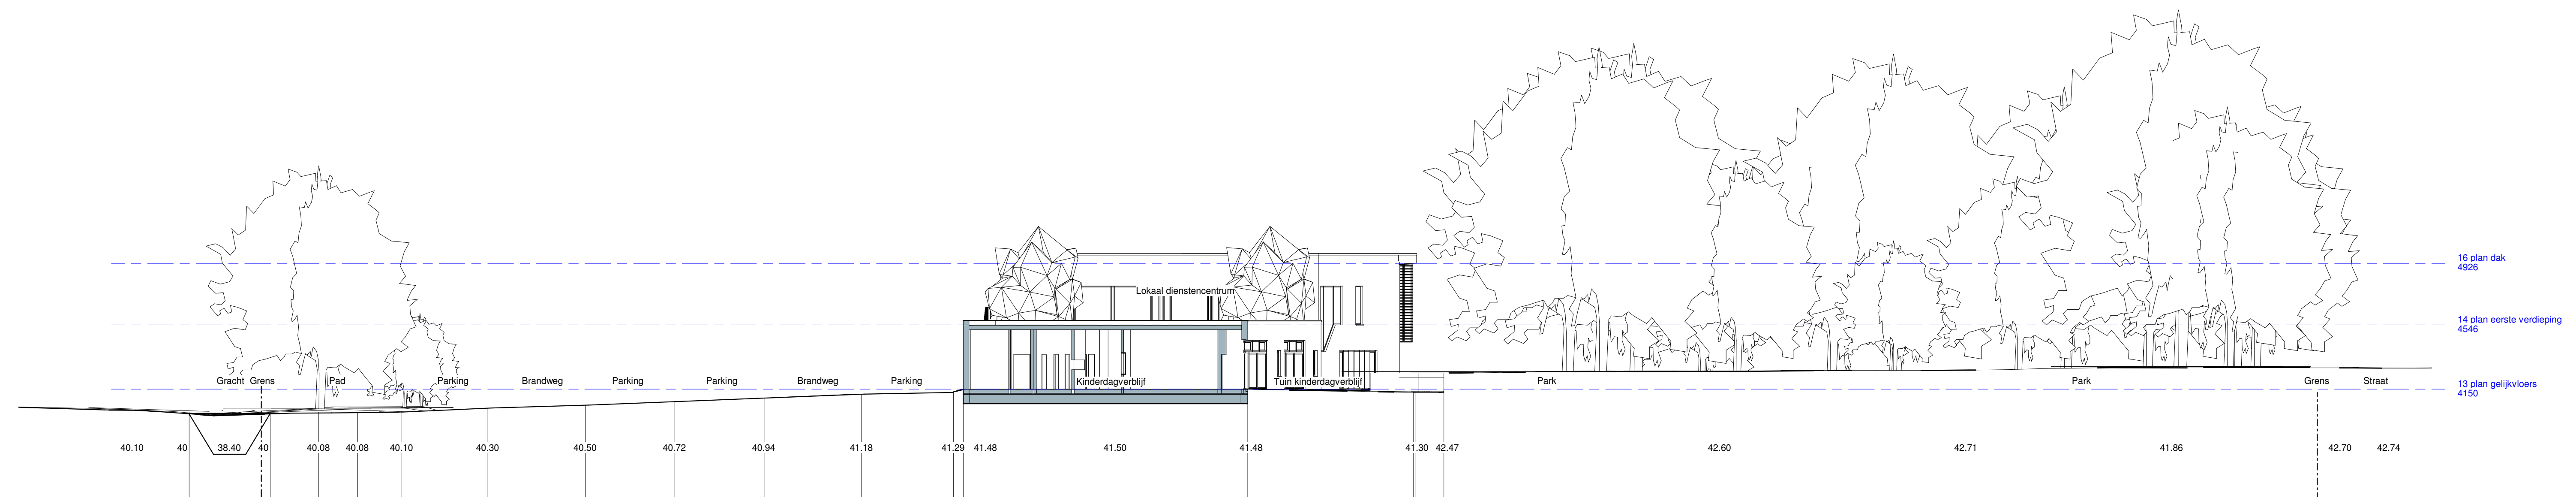 Lokaal dienstencentrum
16 plan dak
4926
14 plan eerste verdieping
4546
Gracht Grens Pad Parking Brandweg Parking Parking Brandweg Parking Kinderdagverblijf Tuin kinderdagverblijf Park Park Grens Straat
13 plan gelijkvloers
4150
40.10 40 38.40 40 40.08 40.08 40.10 40.30 40.50 40.72 40.94 41.18 41.29 41.48 41.50 41.48 41.30 42.47 42.60 42.71 41.86 42.70 42.74